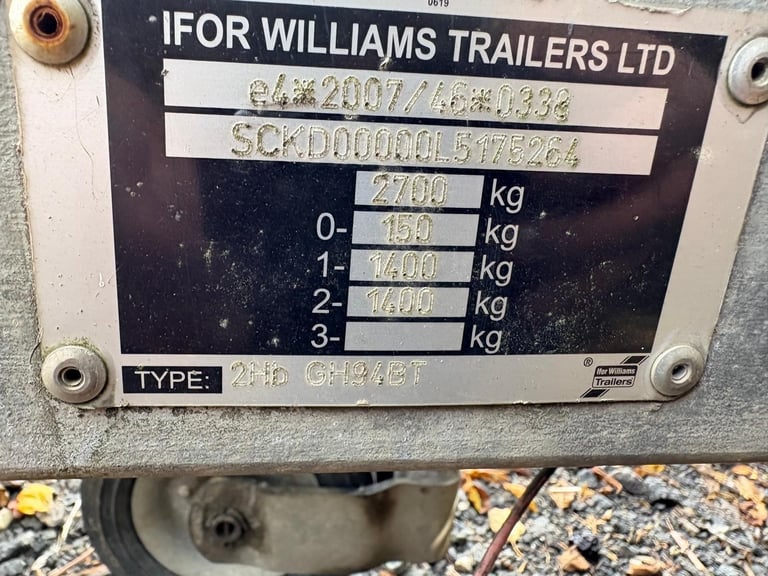 0619
IFOR WILLIAMS TRAILERS LTD
e4*2007/46*0338
SCKD00000L5175264
2700 kg
0- 150 kg
1- 1400 kg
2- 1400 kg
3- kg
TYPE: 2Hb GH94BT
® Ifor Williams
Trailers